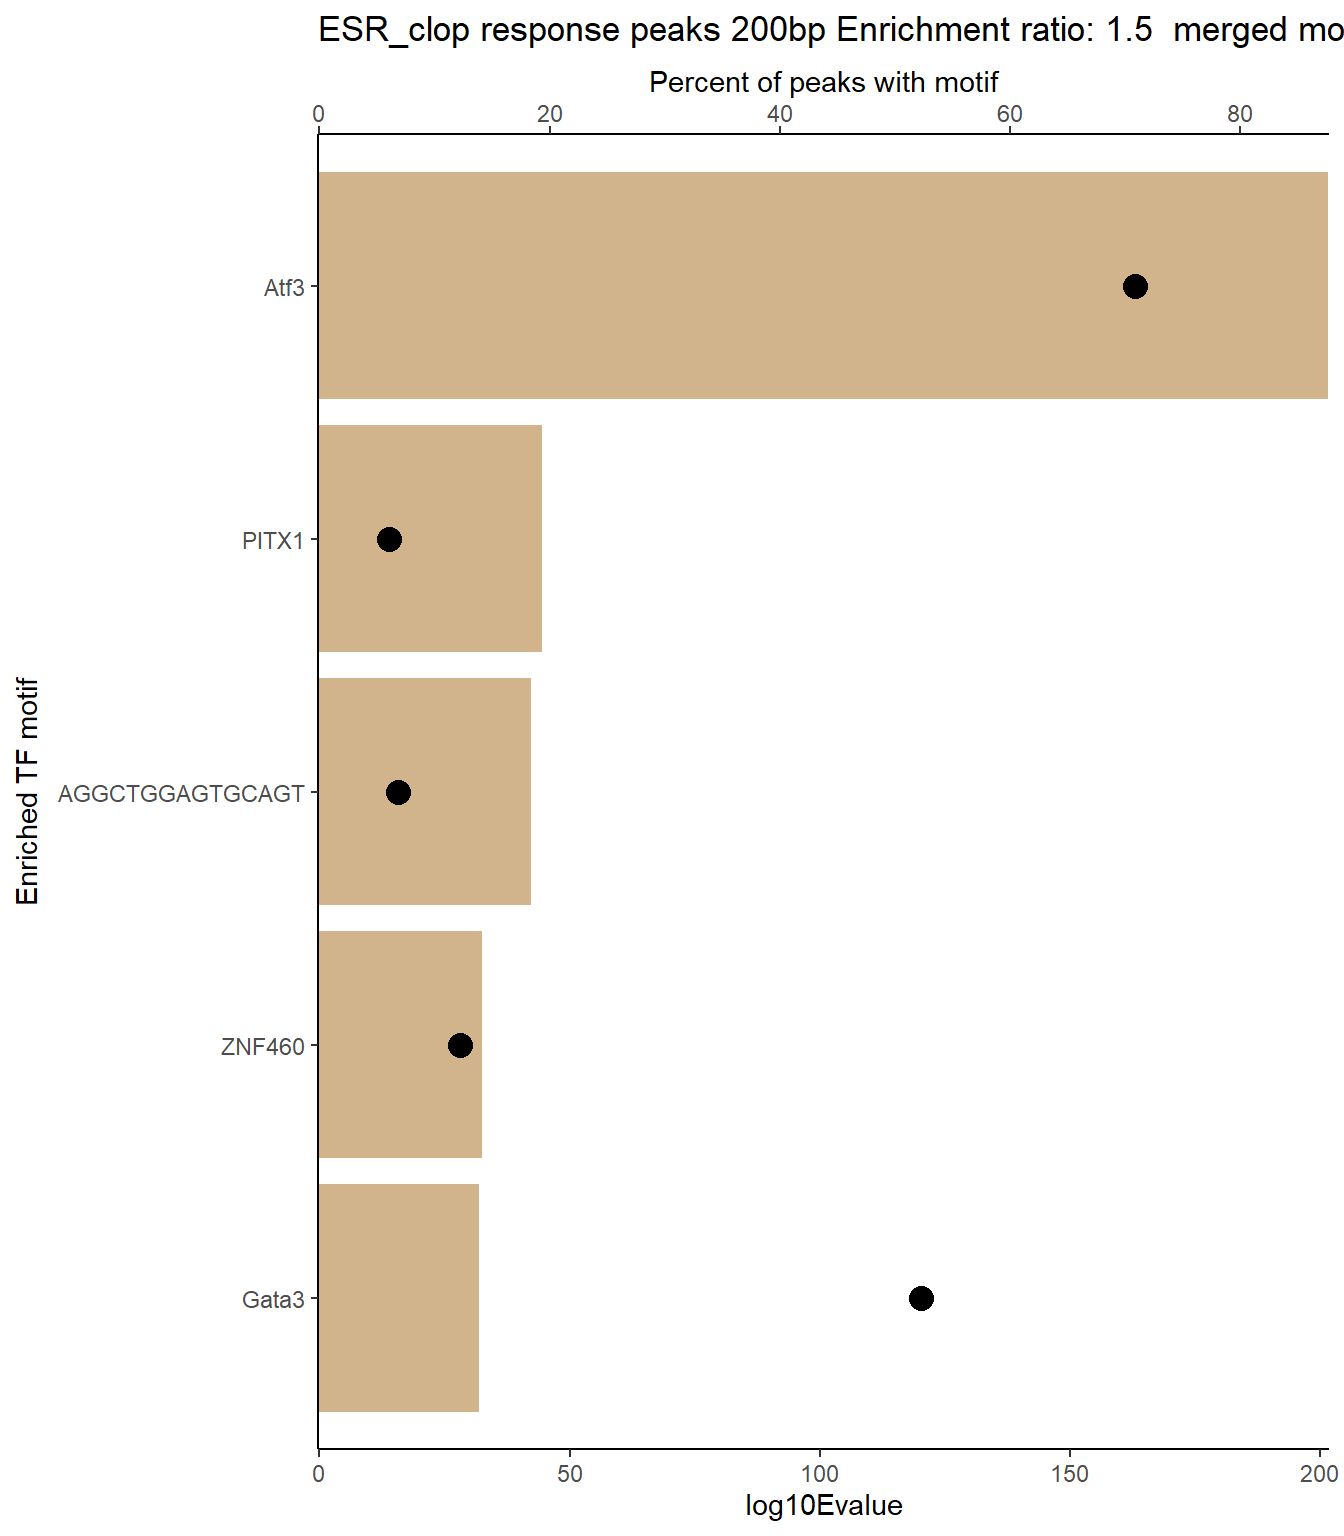 ESR_clop response peaks 200bp Enrichment ratio: 1.5 merged mo
Percent of peaks with motif
0 20 40 60 80
Enriched TF motif
Atf3
PITX1
AGGCTGGAGTGCAGT
ZNF460
Gata3
0 50 100 150 200
log10Evalue